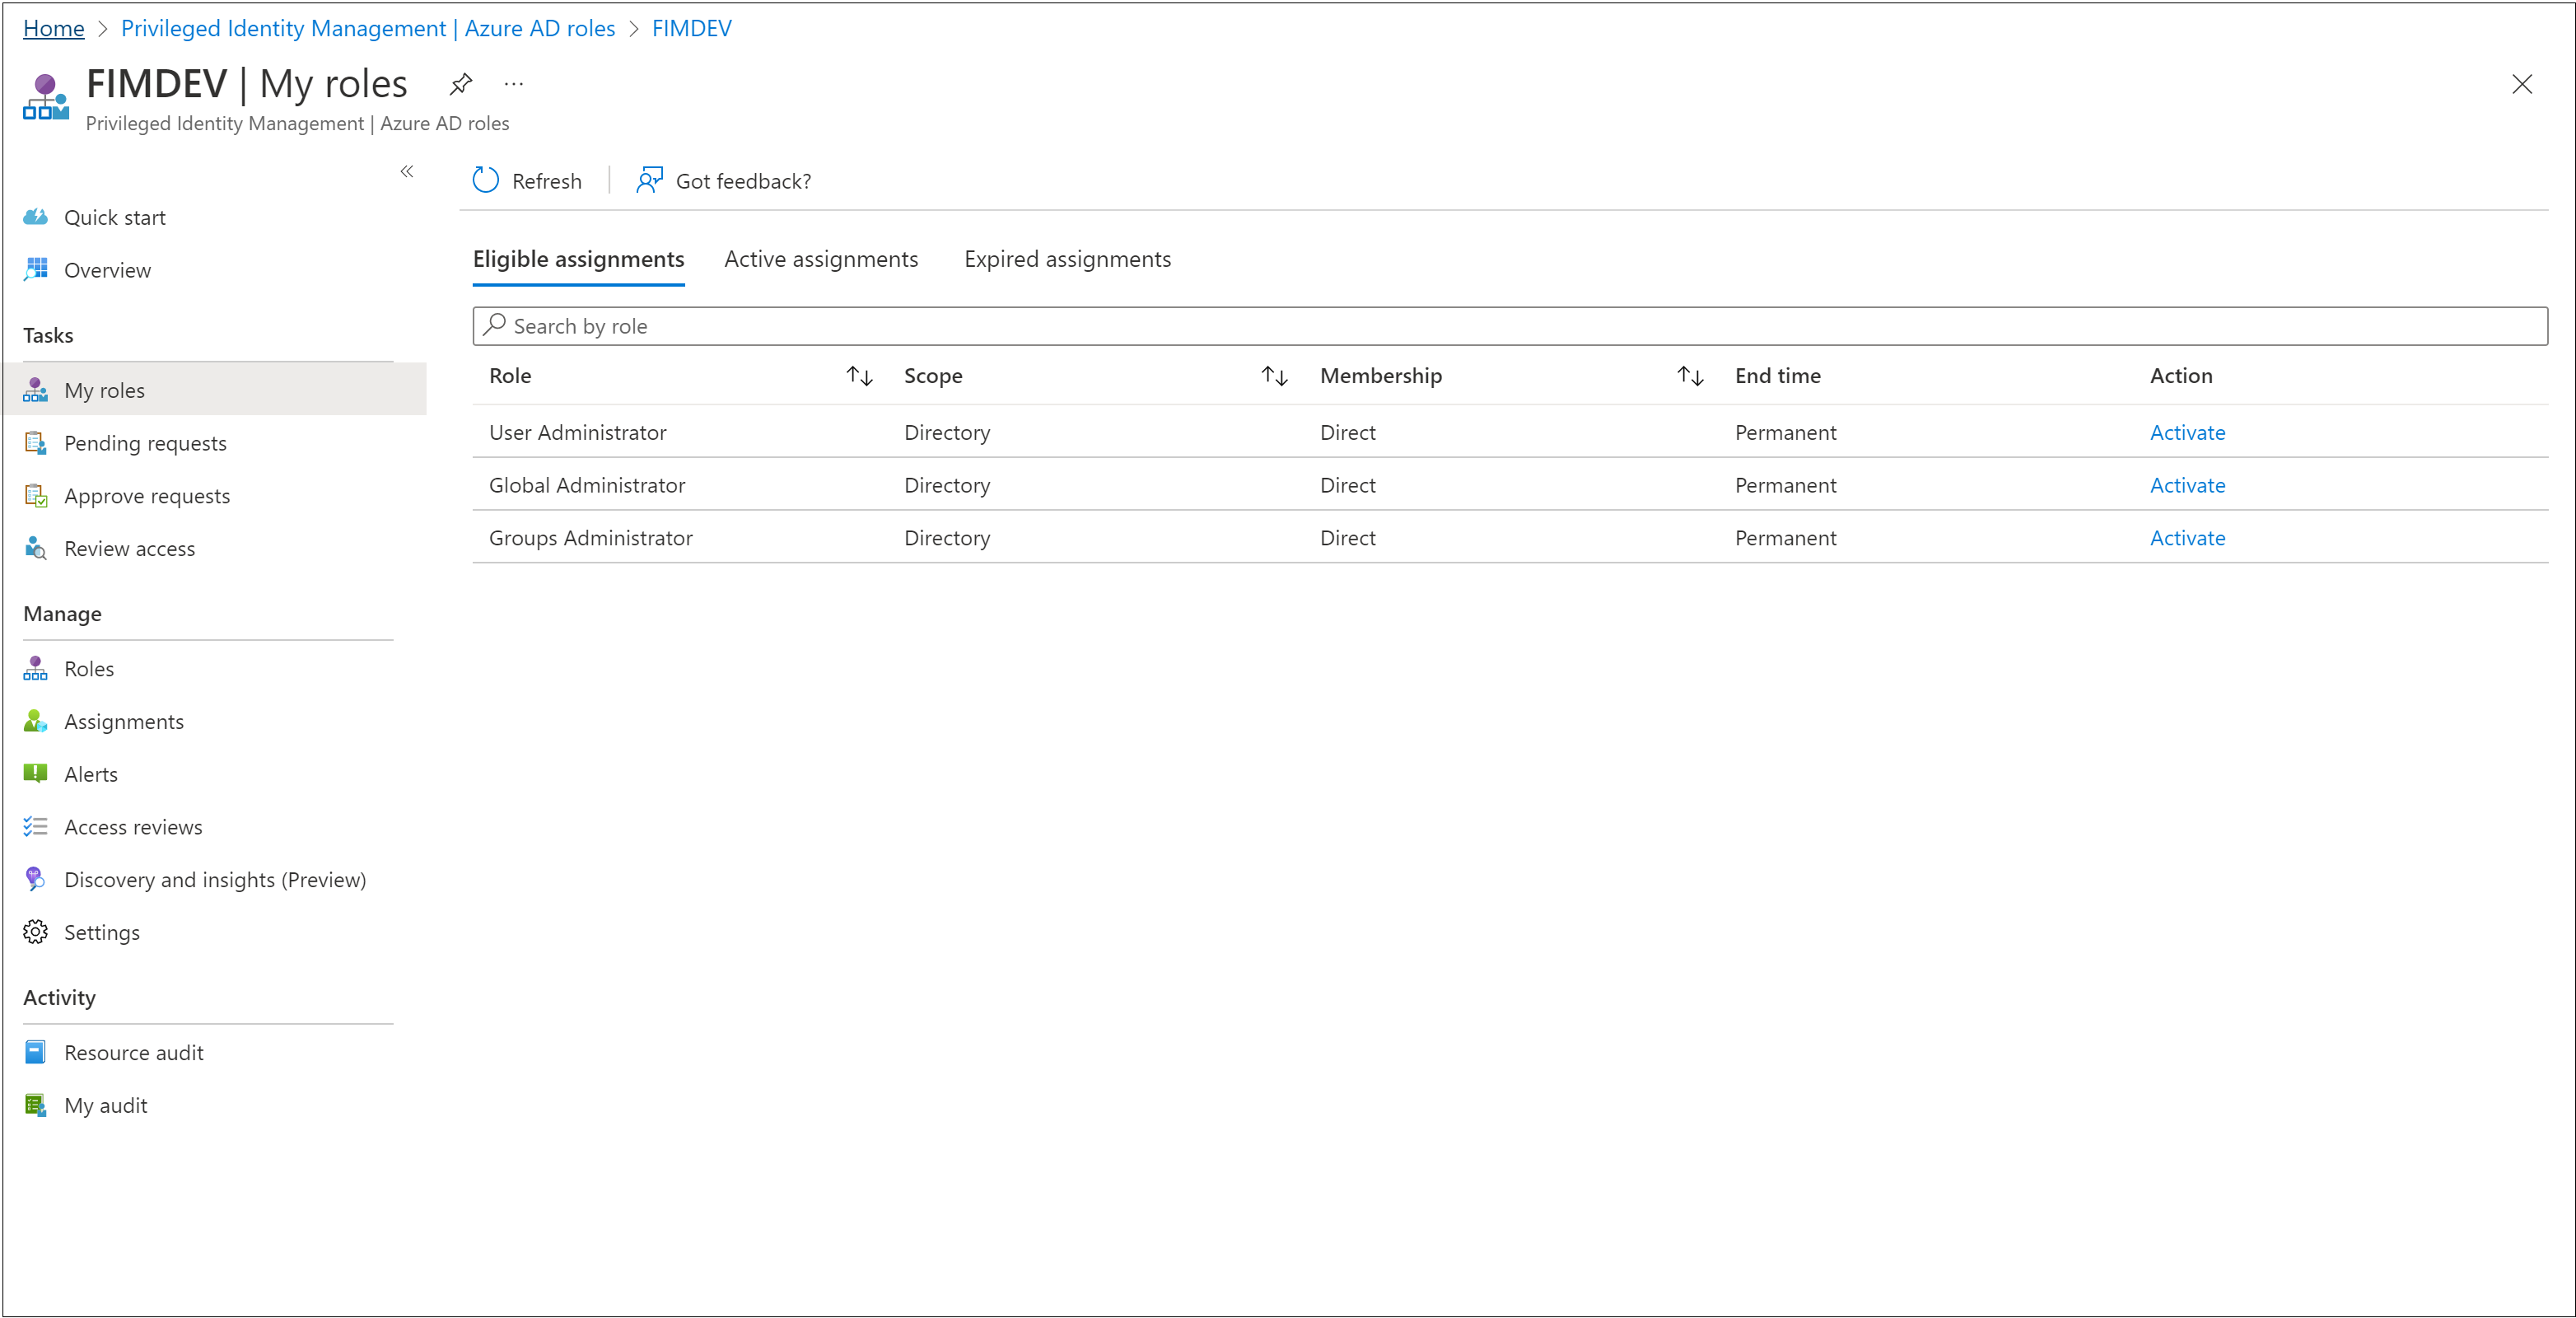 Home > Privileged Identity Management | Azure AD roles > FIMDEV
FIMDEV | My roles ...
Privileged Identity Management | Azure AD roles
«
Quick start
Overview
Tasks
My roles
Pending requests
Approve requests
Review access
Manage
Roles
Assignments
Alerts
Access reviews
Discovery and insights (Preview)
Settings
Activity
Resource audit
My audit
Refresh | Got feedback?
Eligible assignments Active assignments Expired assignments
Search by role
Role ↑↓ Scope ↑↓ Membership ↑↓ End time Action
User Administrator Directory Direct Permanent Activate
Global Administrator Directory Direct Permanent Activate
Groups Administrator Directory Direct Permanent Activate